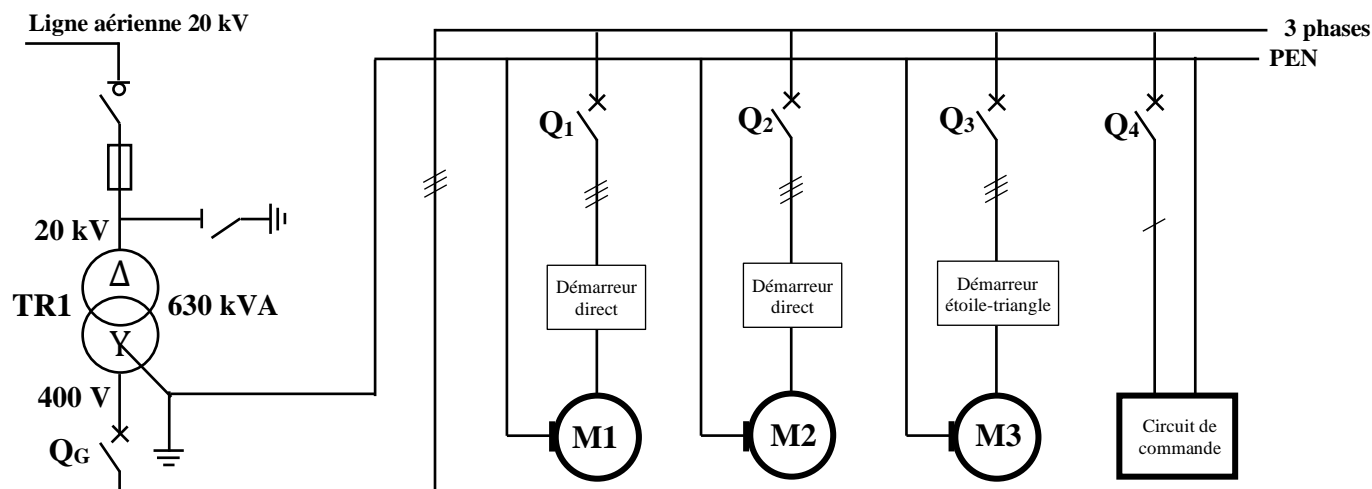 Ligne aérienne 20 kV
3 phases
PEN
Q1
Q2
Q3
Q4
20 kV
Δ
TR1
630 kVA
Y
400 V
QG
Démarreur
direct
Démarreur
direct
Démarreur
étoile-triangle
M1
M2
M3
Circuit de
commande